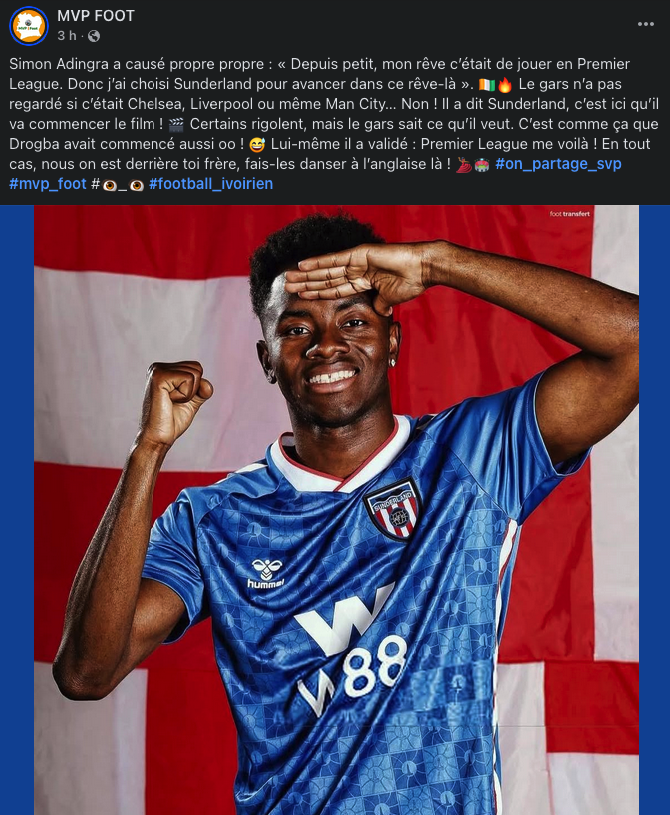 MVP FOOT
3 h ·
Simon Adingra a causé propre propre : « Depuis petit, mon rêve c’était de jouer en Premier
League. Donc j’ai choisi Sunderland pour avancer dans ce rêve-là ». 🇨🇮🔥 Le gars n’a pas
regardé si c’était Chelsea, Liverpool ou même Man City… Non ! Il a dit Sunderland, c’est ici qu’il
va commencer le film ! 🎬 Certains rigolent, mais le gars sait ce qu’il veut. C’est comme ça que
Drogba avait commencé aussi oo ! 😅 Lui-même il a validé : Premier League me voilà ! En tout
cas, nous on est derrière toi frère, fais-les danser à l’anglaise là ! 💃🏟️ #on_partage_svp
#mvp_foot #👁️_👁️ #football_ivoirien
foot transfert
SUNDERLAND
hummel
W88